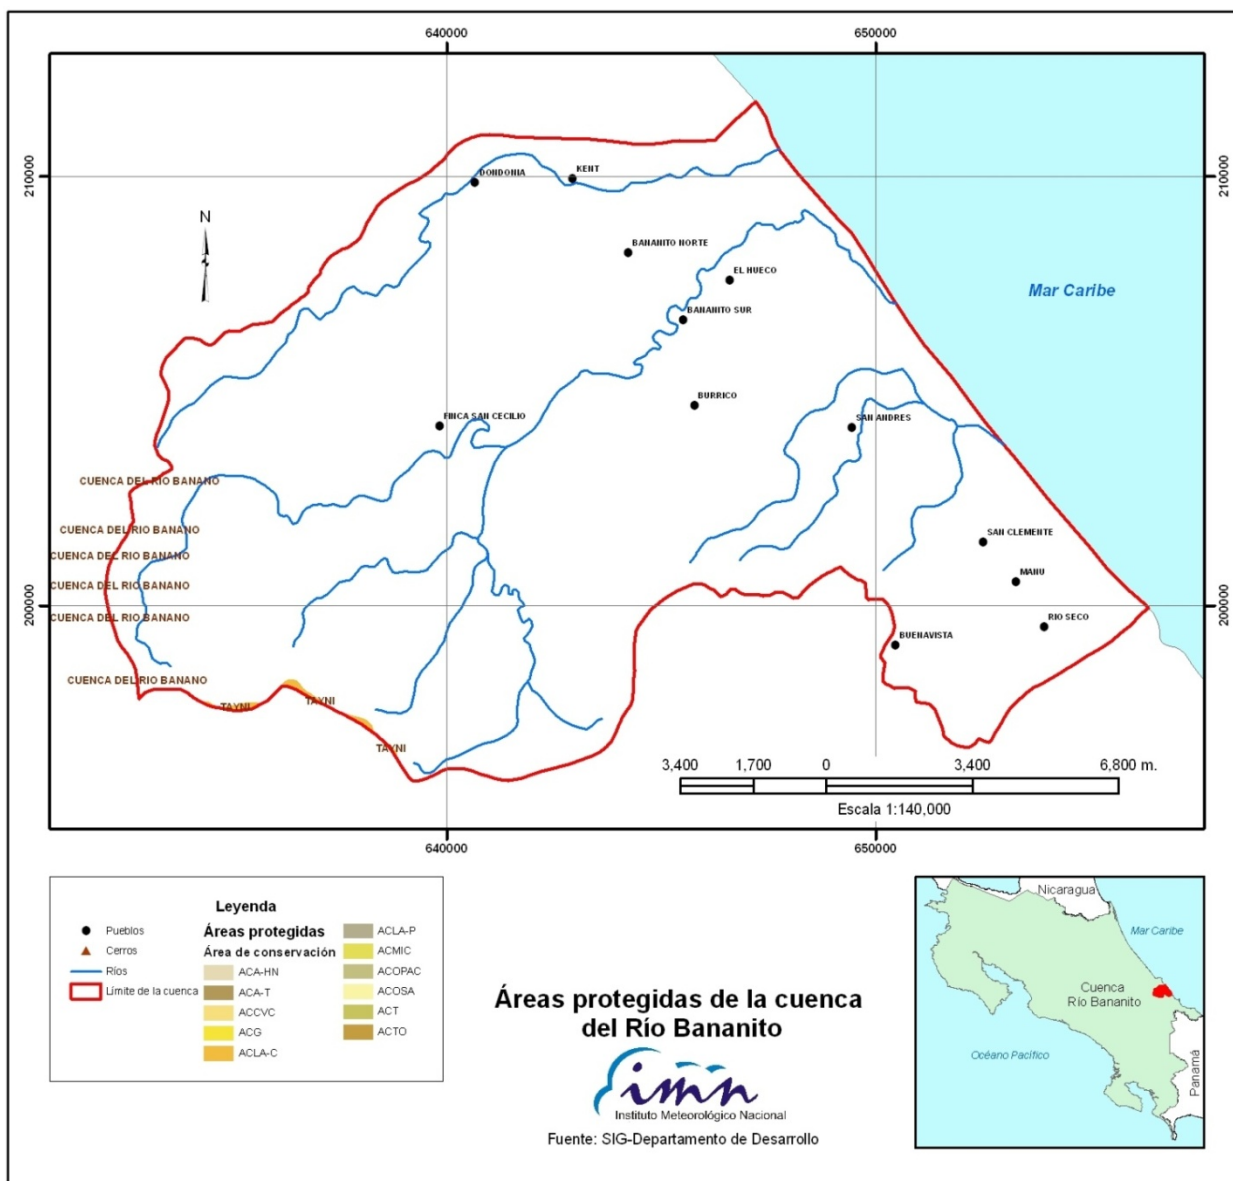 640000
650000
210000
210000
DONDONIA
KENT
N
BANANITO NORTE
EL HUECO
Mar Caribe
BANANITO SUR
BURRICO
FINCA SAN CECILIO
SAN ANDRES
CUENCA DEL RIO BANANO
CUENCA DEL RIO BANANO
SAN CLEMENTE
CUENCA DEL RIO BANANO
MANU
CUENCA DEL RIO BANANO
200000
200000
CUENCA DEL RIO BANANO
RIO SECO
BUENAVISTA
CUENCA DEL RIO BANANO
TAYNI
TAYNI
TAYNI
3,400 1,700 0 3,400 6,800 m.
Escala 1:140,000
640000
650000
Leyenda
Pueblos
Cerros
Ríos
Límite de la cuenca
Áreas protegidas
Área de conservación
ACA-HN
ACA-T
ACCVC
ACG
ACLA-C
ACLA-P
ACMIC
ACOPAC
ACOSA
ACT
ACTO
Áreas protegidas de la cuenca
del Río Bananito
imn
Instituto Meteorológico Nacional
Fuente: SIG-Departamento de Desarrollo
Nicaragua
Mar Caribe
Cuenca
Río Bananito
Océano Pacífico
Panamá